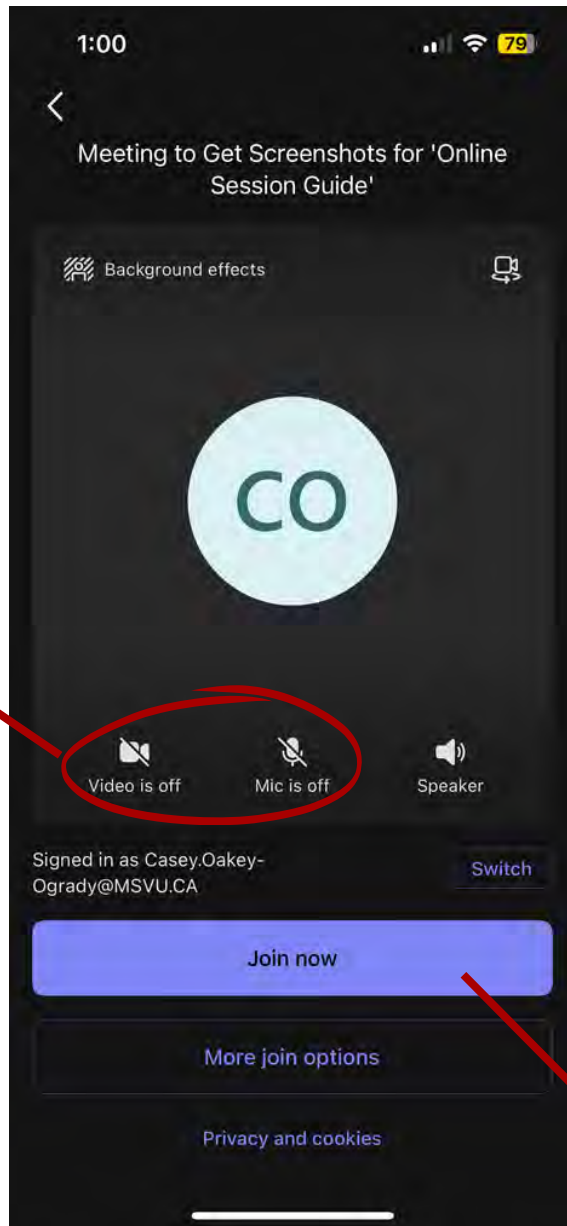 1:00
79
Meeting to Get Screenshots for 'Online
Session Guide'
Background effects
CO
Video is off
Mic is off
Speaker
Signed in as Casey.Oakey-
Ogrady@MSVU.CA
Switch
Join now
More join options
Privacy and cookies